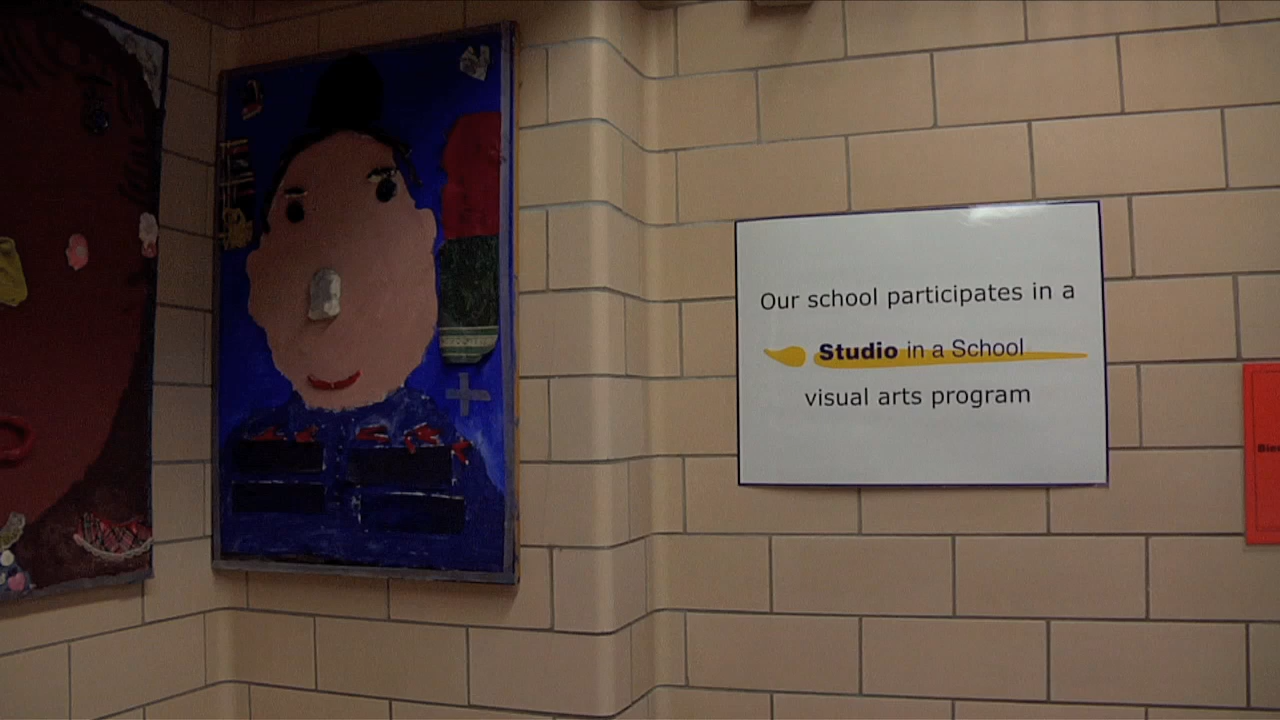 Our school participates in a
Studio in a School
visual arts program